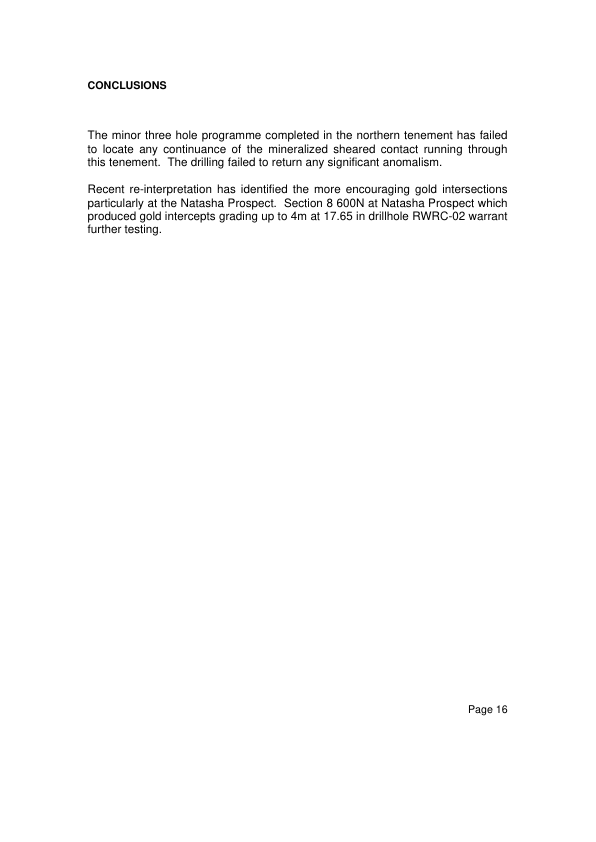 CONCLUSIONS
The minor three hole programme completed in the northern tenement has failed
to locate any continuance of the mineralized sheared contact running through
this tenement.  The drilling failed to return any significant anomalism.
Recent re-interpretation has identified the more encouraging gold intersections
particularly at the Natasha Prospect.  Section 8 600N at Natasha Prospect which
produced gold intercepts grading up to 4m at 17.65 in drillhole RWRC-02 warrant
further testing.
Page 16